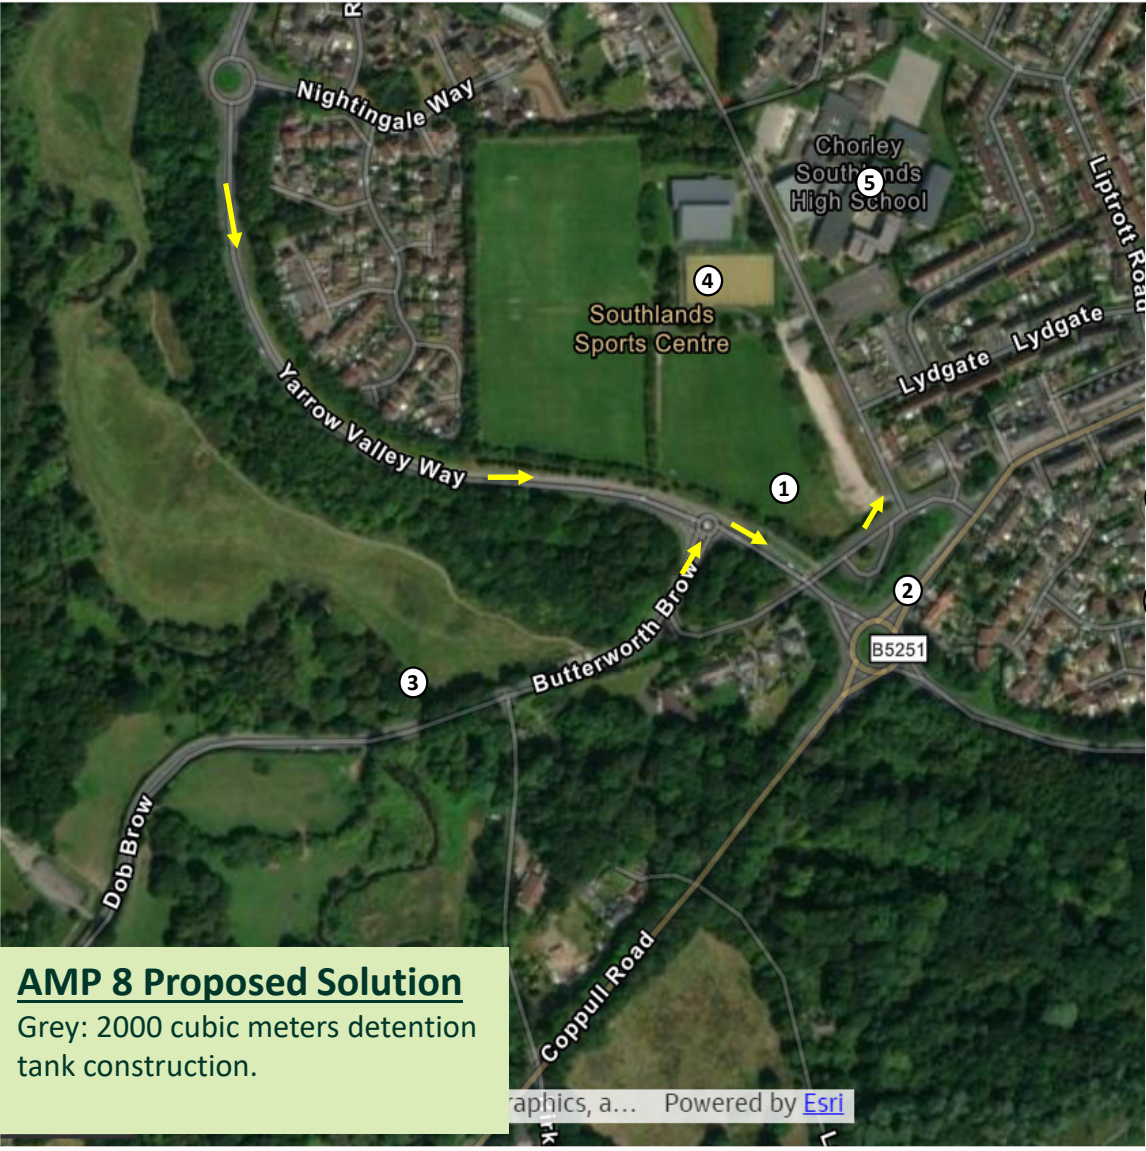 R
Nightingale Way
Chorley
Southlands
High School
5
Liptrott Road
4
Southlands
Sports Centre
Lydgate
Lydgate
Yarrow Valley Way
1
2
Butterworth Brow
B5251
3
Dob Brow
Coppull Road
AMP 8 Proposed Solution
Grey: 2000 cubic meters detention
tank construction.
raphics, a... Powered by Esri
irk
L